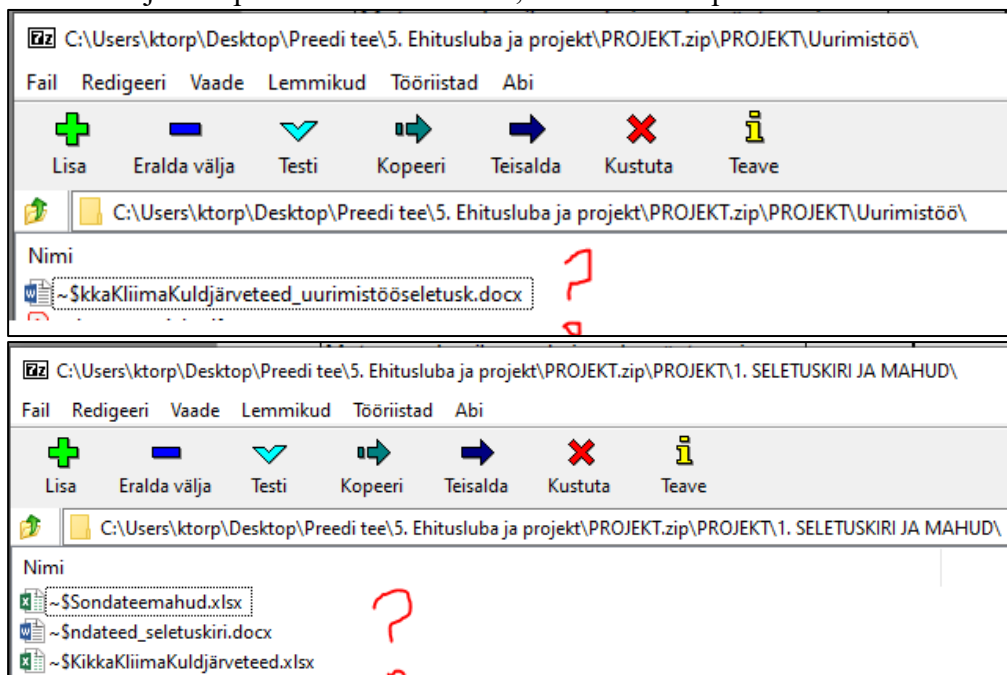 C:\Users\ktorp\Desktop\Preedi tee\5. Ehitusluba ja projekt\PROJEKT.zip\PROJEKT\Uurimistöö\
Fail Redigeeri Vaade Lemmikud Tööriistad Abi
Lisa Eralda välja Testi Kopeeri Teisalda Kustuta Teave
C:\Users\ktorp\Desktop\Preedi tee\5. Ehitusluba ja projekt\PROJEKT.zip\PROJEKT\Uurimistöö\
Nimi
~$kkaKliimaKuldjärveteed_uurimistööseletusk.docx ?
C:\Users\ktorp\Desktop\Preedi tee\5. Ehitusluba ja projekt\PROJEKT.zip\PROJEKT\1. SELETUSKIRI JA MAHUD\
Fail Redigeeri Vaade Lemmikud Tööriistad Abi
Lisa Eralda välja Testi Kopeeri Teisalda Kustuta Teave
C:\Users\ktorp\Desktop\Preedi tee\5. Ehitusluba ja projekt\PROJEKT.zip\PROJEKT\1. SELETUSKIRI JA MAHUD\
Nimi
~$Sondateemahud.xlsx ?
~$ndateed_seletuskiri.docx
~$KikkaKliimaKuldjärveteed.xlsx